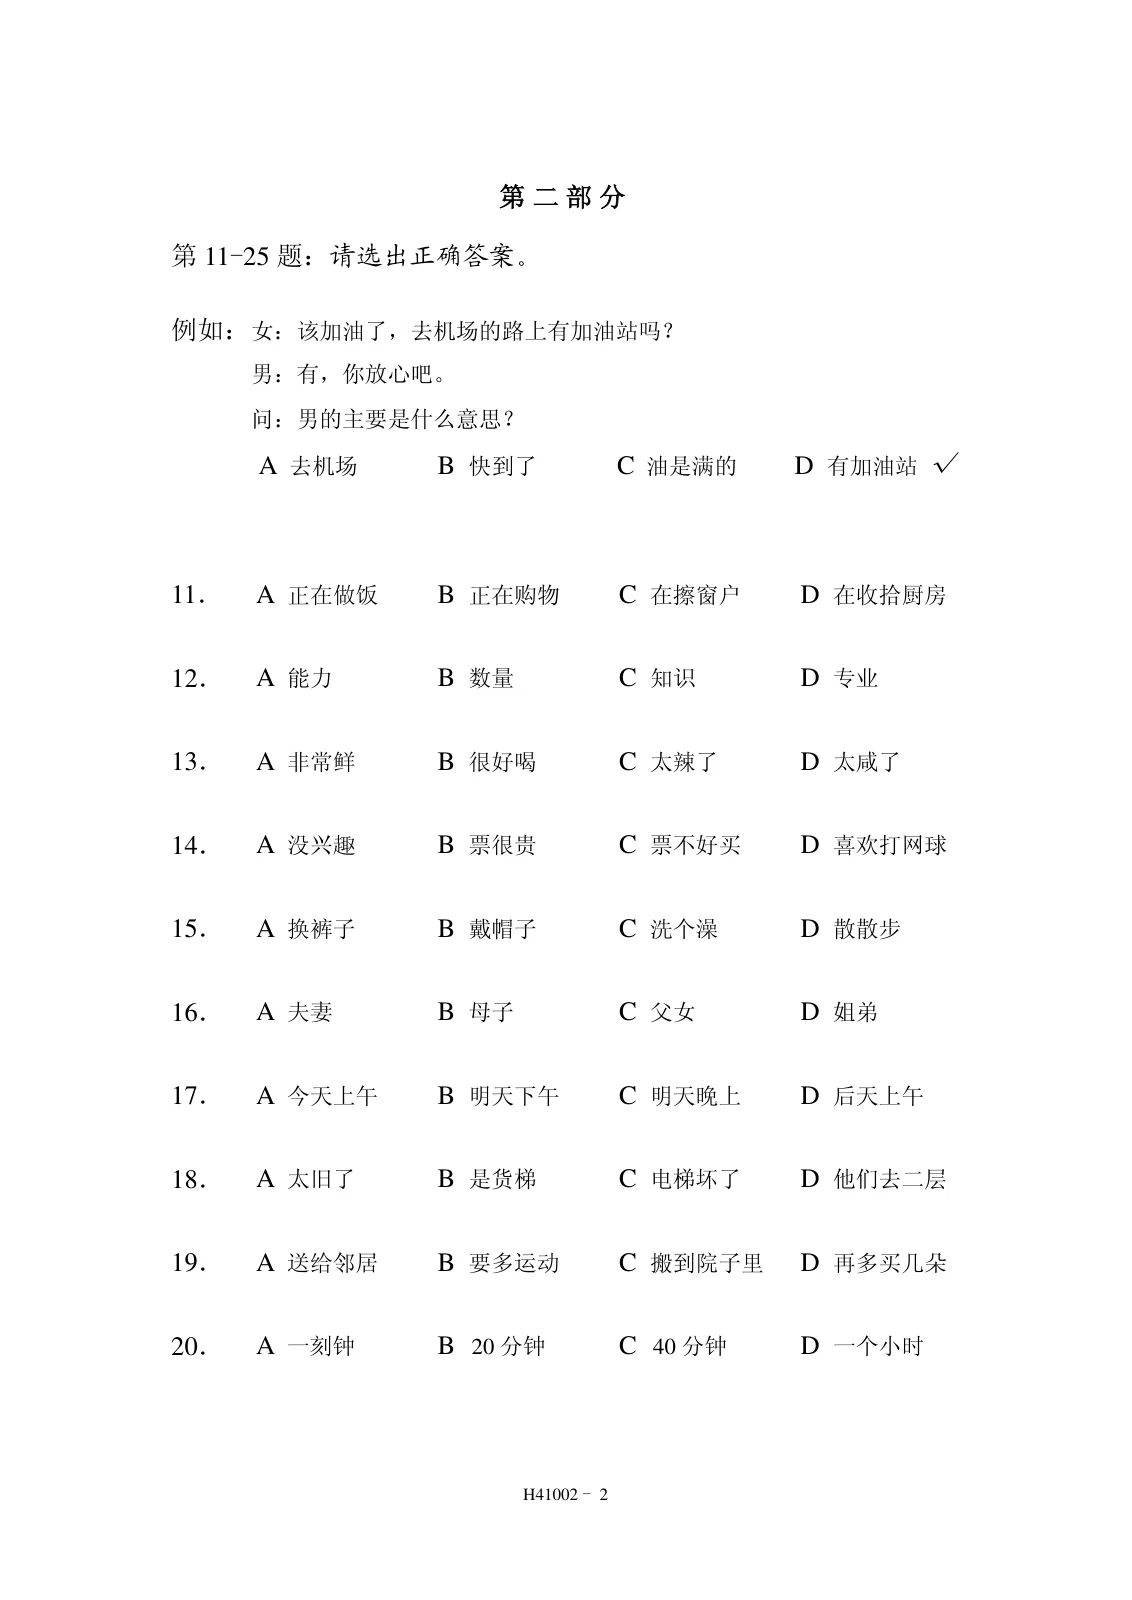 第二部分
第 11-25 题：请选出正确答案。
例如：女：该加油了，去机场的路上有加油站吗？
男：有，你放心吧。
问：男的主要是什么意思？
A 去机场 B 快到了 C 油是满的 D 有加油站 √
11． A 正在做饭 B 正在购物 C 在擦窗户 D 在收拾厨房
12． A 能力 B 数量 C 知识 D 专业
13． A 非常鲜 B 很好喝 C 太辣了 D 太咸了
14． A 没兴趣 B 票很贵 C 票不好买 D 喜欢打网球
15． A 换裤子 B 戴帽子 C 洗个澡 D 散散步
16． A 夫妻 B 母子 C 父女 D 姐弟
17． A 今天上午 B 明天下午 C 明天晚上 D 后天上午
18． A 太旧了 B 是货梯 C 电梯坏了 D 他们去二层
19． A 送给邻居 B 要多运动 C 搬到院子里 D 再多买几朵
20． A 一刻钟 B 20 分钟 C 40 分钟 D 一个小时
H41002 - 2